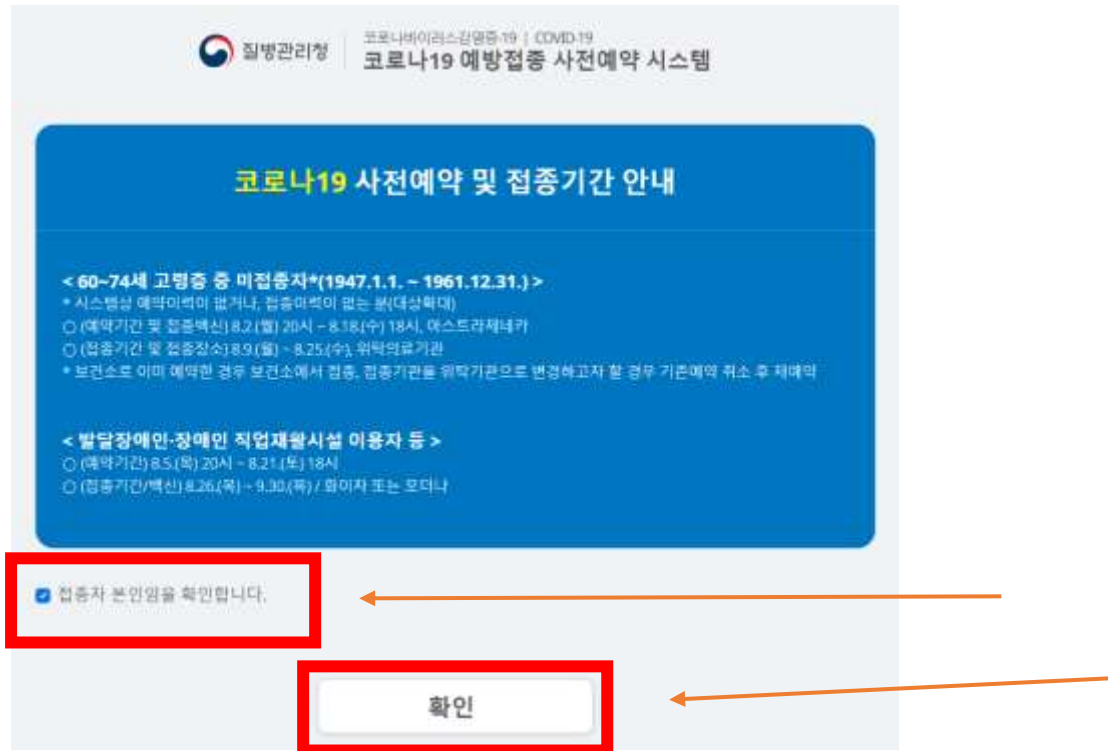 질병관리청
코로나바이러스감염증-19 | COVID-19
코로나19 예방접종 사전예약 시스템
코로나19 사전예약 및 접종기간 안내
< 60~74세 고령층 중 미접종자*(1947.1.1. ~ 1961.12.31.) >
* 시스템상 예약이력이 없거나, 접종이력이 없는 분(대상확대)
○ (예약기간 및 접종백신) 8.2.(월) 20시 ~ 8.18.(수) 18시, 아스트라제네카
○ (접종기간 및 접종장소) 8.9.(월) ~ 8.25.(수), 위탁의료기관
* 보건소로 이미 예약한 경우 보건소에서 접종, 접종기관을 위탁기관으로 변경하고자 할 경우 기존예약 취소 후 재예약
< 발달장애인·장애인 직업재활시설 이용자 등 >
○ (예약기간) 8.5.(목) 20시 ~ 8.21.(토) 18시
○ (접종기간/백신) 8.26.(목) ~ 9.30.(목) / 화이자 또는 모더나
접종자 본인임을 확인합니다.
확인